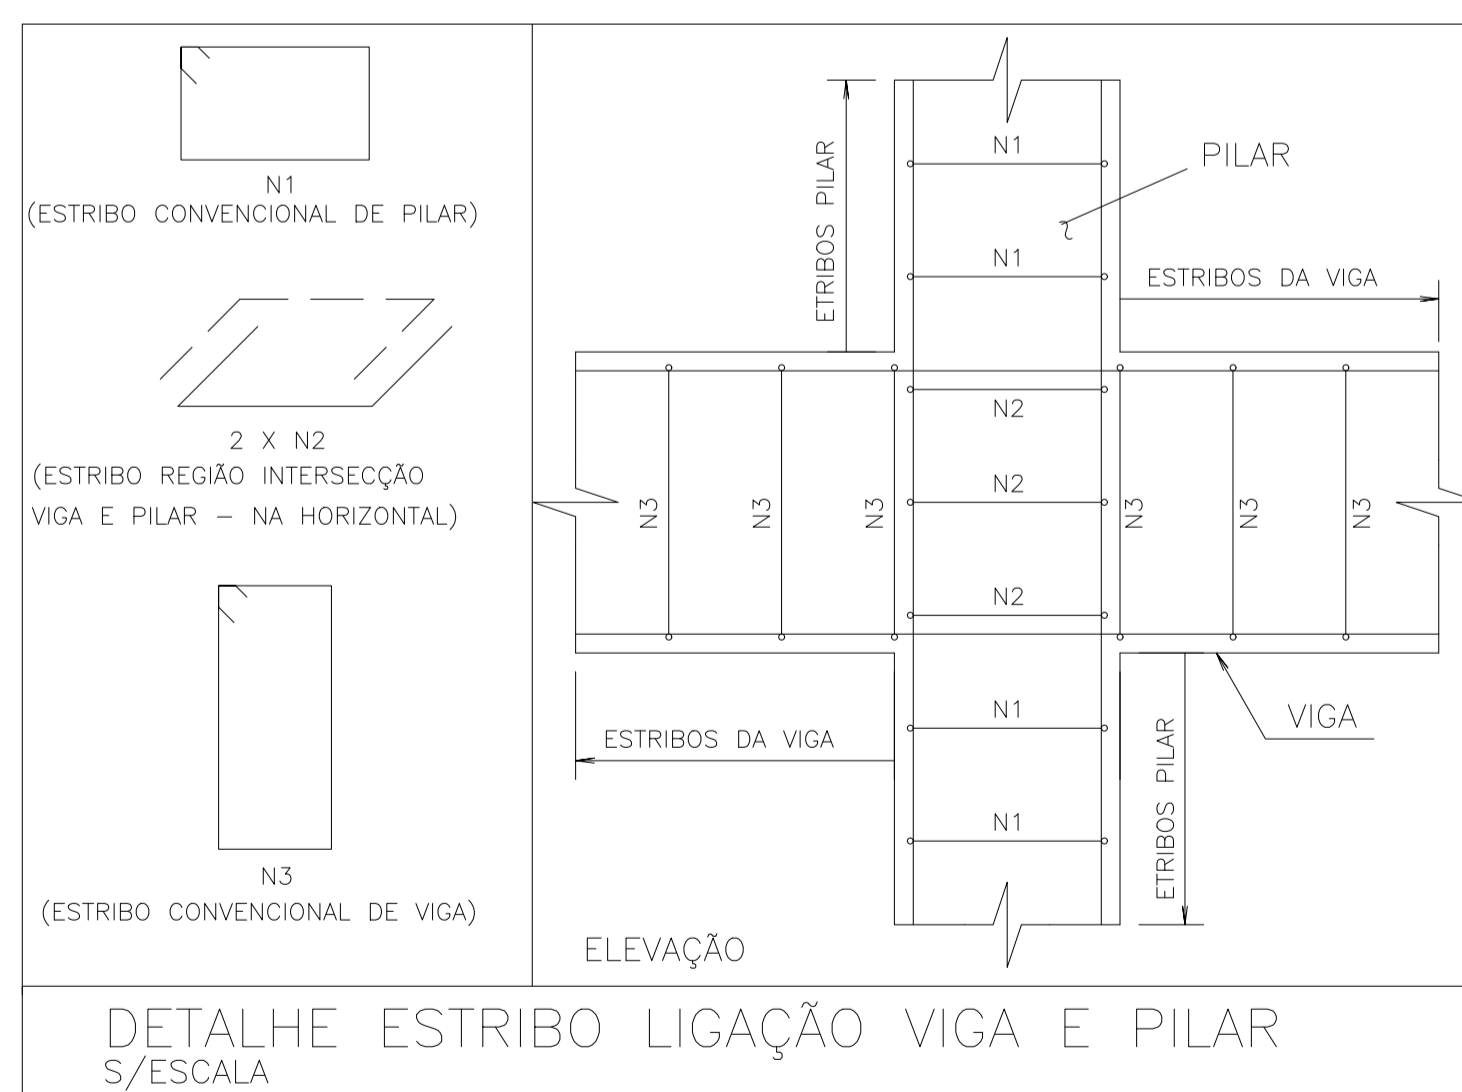 N1
(ESTRIBO CONVENCIONAL DE PILAR)
2 X N2
(ESTRIBO REGIÃO INTERSECÇÃO
VIGA E PILAR – NA HORIZONTAL)
N3
(ESTRIBO CONVENCIONAL DE VIGA)
ETRIBOS PILAR
N1
PILAR
N1
ESTRIBOS DA VIGA
N2
N3
N3
N3
N2
N3
N3
N3
N2
ESTRIBOS DA VIGA
N1
VIGA
ETRIBOS PILAR
N1
ELEVAÇÃO
DETALHE ESTRIBO LIGAÇÃO VIGA E PILAR
S/ESCALA